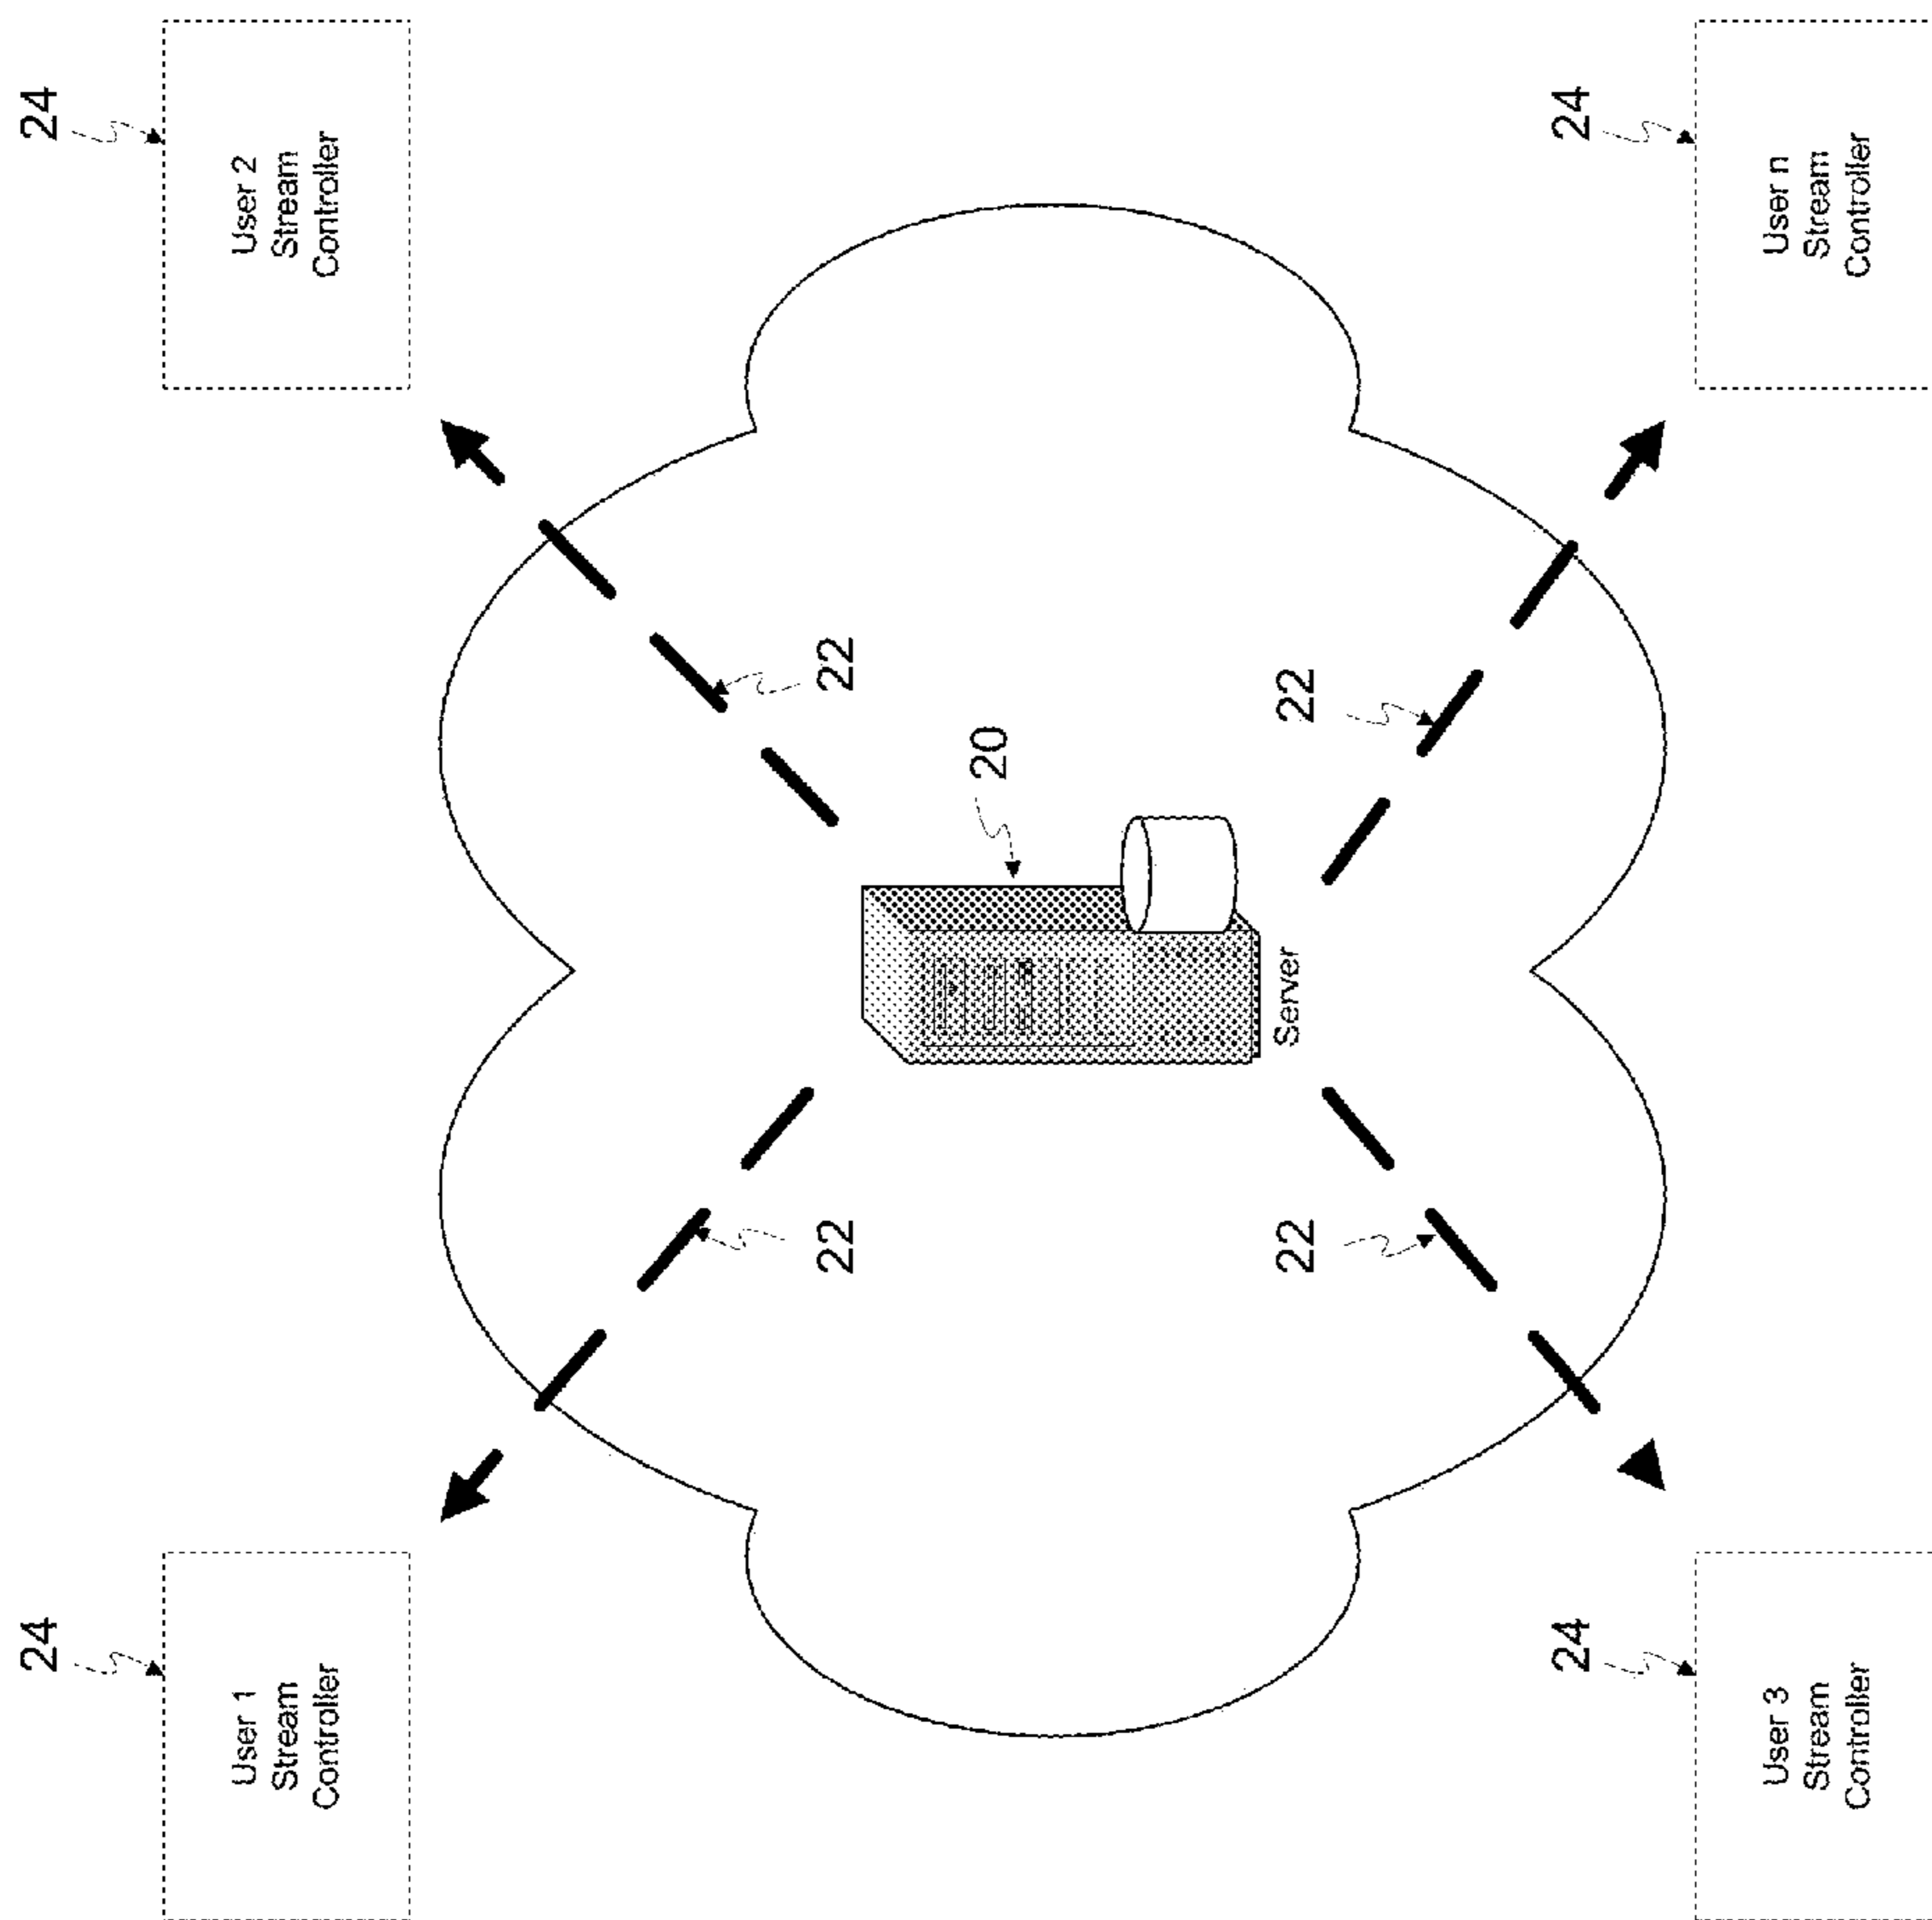 24
User 1
Stream
Controller
24
User 2
Stream
Controller
22
22
20
Server
22
22
24
User 3
Stream
Controller
24
User n
Stream
Controller